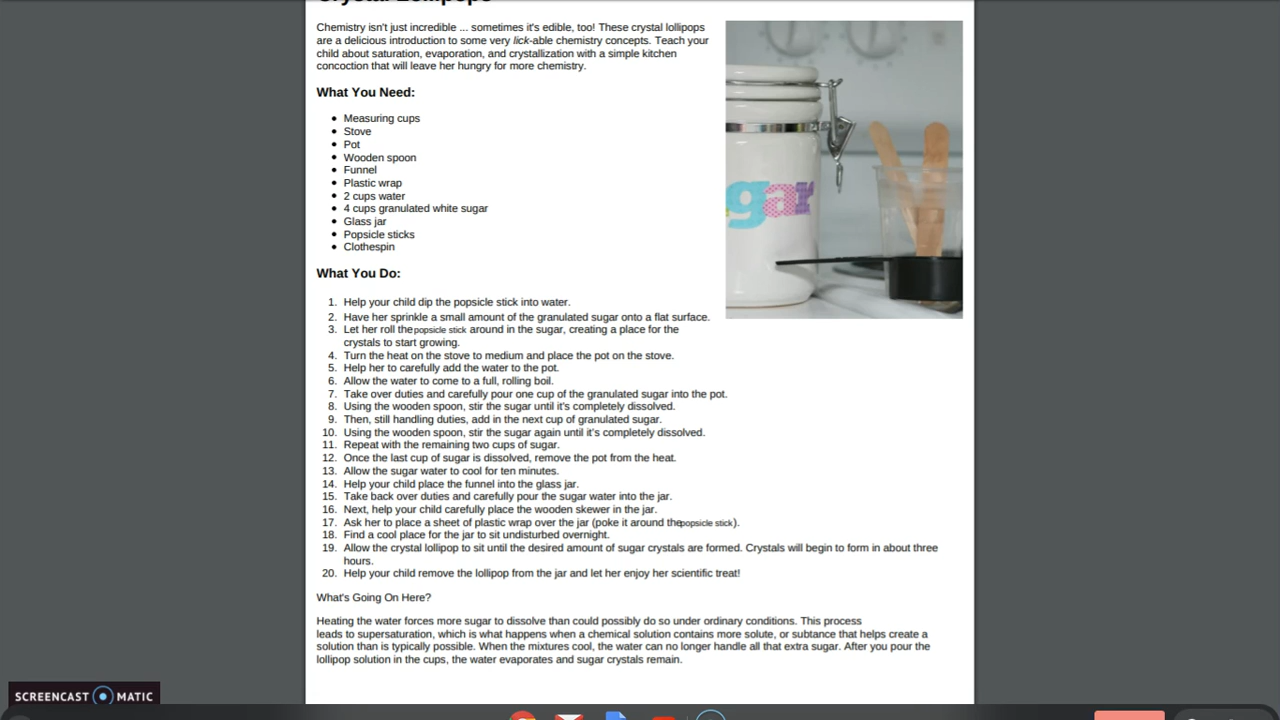 Crystal Lollipops
Chemistry isn't just incredible ... sometimes it's edible, too! These crystal lollipops
are a delicious introduction to some very lick-able chemistry concepts. Teach your
child about saturation, evaporation, and crystallization with a simple kitchen
concoction that will leave her hungry for more chemistry.
What You Need:
Measuring cups
Stove
Pot
Wooden spoon
Funnel
Plastic wrap
2 cups water
4 cups granulated white sugar
Glass jar
Popsicle sticks
Clothespin
gar
What You Do:
1. Help your child dip the popsicle stick into water.
2. Have her sprinkle a small amount of the granulated sugar onto a flat surface.
3. Let her roll the popsicle stick around in the sugar, creating a place for the
crystals to start growing.
4. Turn the heat on the stove to medium and place the pot on the stove.
5. Help her to carefully add the water to the pot.
6. Allow the water to come to a full, rolling boil.
7. Take over duties and carefully pour one cup of the granulated sugar into the pot.
8. Using the wooden spoon, stir the sugar until it's completely dissolved.
9. Then, still handling duties, add in the next cup of granulated sugar.
10. Using the wooden spoon, stir the sugar again until it's completely dissolved.
11. Repeat with the remaining two cups of sugar.
12. Once the last cup of sugar is dissolved, remove the pot from the heat.
13. Allow the sugar water to cool for ten minutes.
14. Help your child place the funnel into the glass jar.
15. Take back over duties and carefully pour the sugar water into the jar.
16. Next, help your child carefully place the wooden skewer in the jar.
17. Ask her to place a sheet of plastic wrap over the jar (poke it around the popsicle stick).
18. Find a cool place for the jar to sit undisturbed overnight.
19. Allow the crystal lollipop to sit until the desired amount of sugar crystals are formed. Crystals will begin to form in about three
hours.
20. Help your child remove the lollipop from the jar and let her enjoy her scientific treat!
What's Going On Here?
Heating the water forces more sugar to dissolve than could possibly do so under ordinary conditions. This process
leads to supersaturation, which is what happens when a chemical solution contains more solute, or subtance that helps create a
solution than is typically possible. When the mixtures cool, the water can no longer handle all that extra sugar. After you pour the
lollipop solution in the cups, the water evaporates and sugar crystals remain.
SCREENCAST MATIC